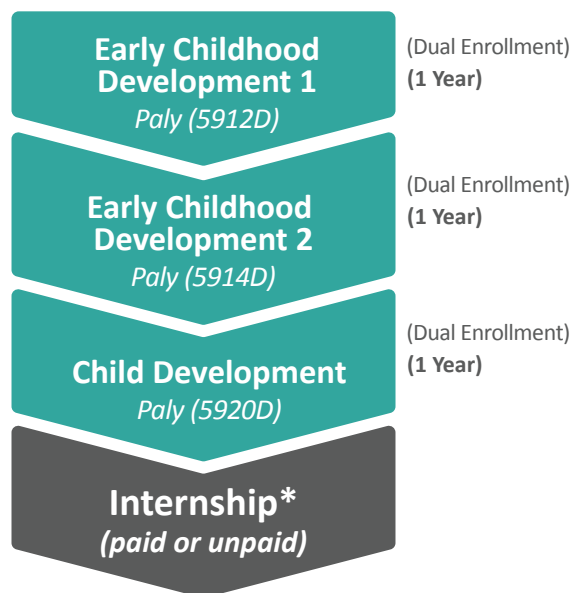 Early Childhood
Development 1
Paly (5912D)
(Dual Enrollment)
(1 Year)
Early Childhood
Development 2
Paly (5914D)
(Dual Enrollment)
(1 Year)
Child Development
Paly (5920D)
(Dual Enrollment)
(1 Year)
Internship*
(paid or unpaid)